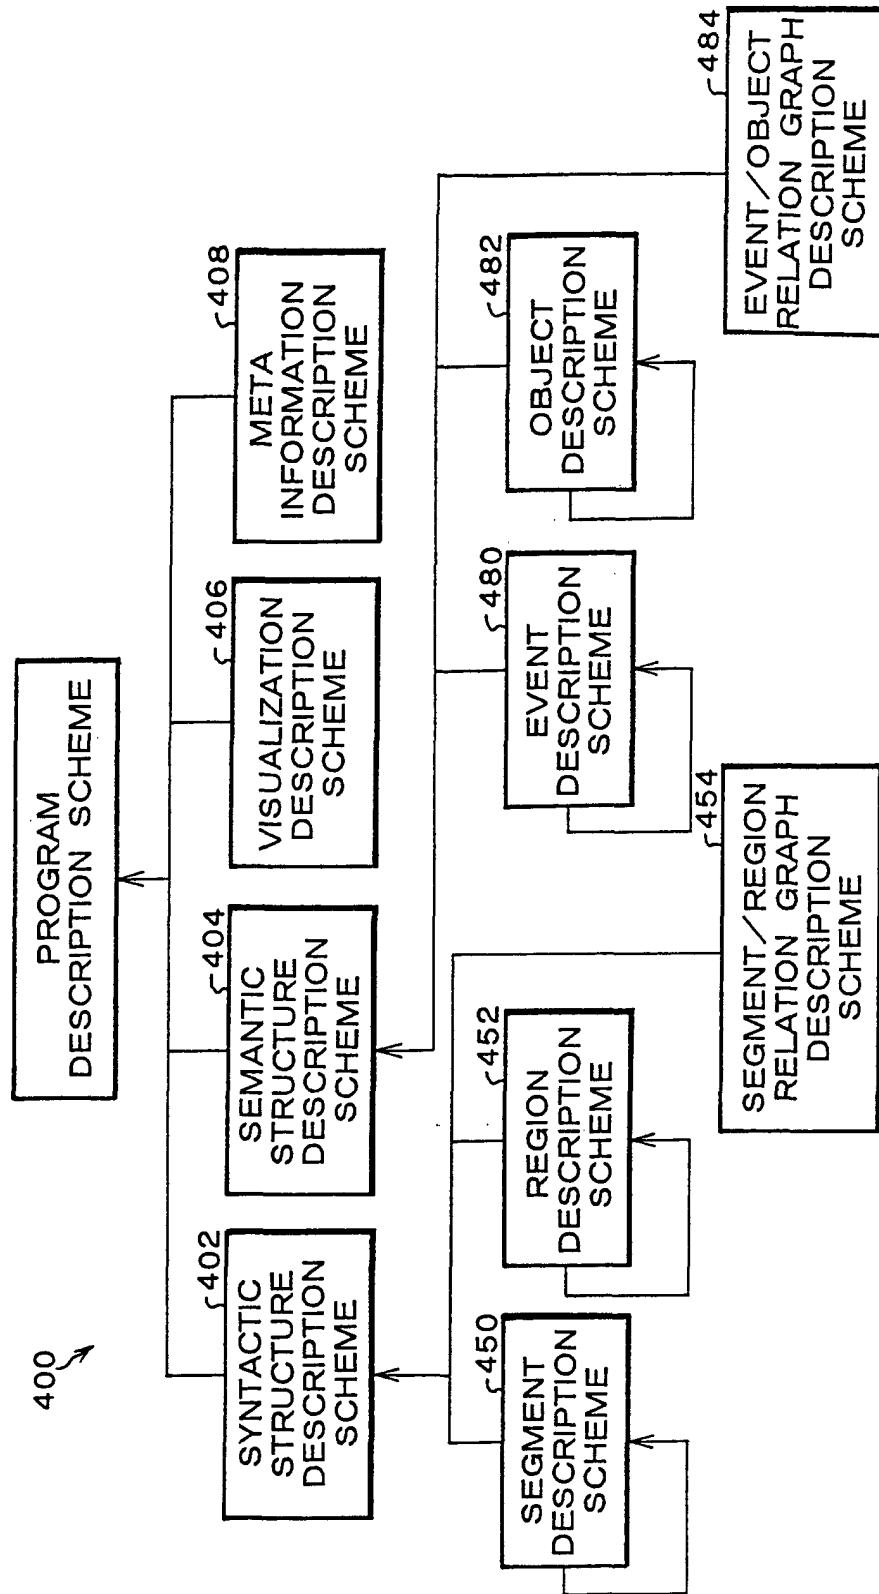 400
PROGRAM
DESCRIPTION SCHEME
402
SYNTACTIC
STRUCTURE
DESCRIPTION
SCHEME
404
SEMANTIC
STRUCTURE
DESCRIPTION
SCHEME
406
VISUALIZATION
DESCRIPTION
SCHEME
408
META
INFORMATION
DESCRIPTION
SCHEME
450
SEGMENT
DESCRIPTION
SCHEME
452
REGION
DESCRIPTION
SCHEME
454
SEGMENT/REGION
RELATION GRAPH
DESCRIPTION
SCHEME
480
EVENT
DESCRIPTION
SCHEME
482
OBJECT
DESCRIPTION
SCHEME
484
EVENT/OBJECT
RELATION GRAPH
DESCRIPTION
SCHEME